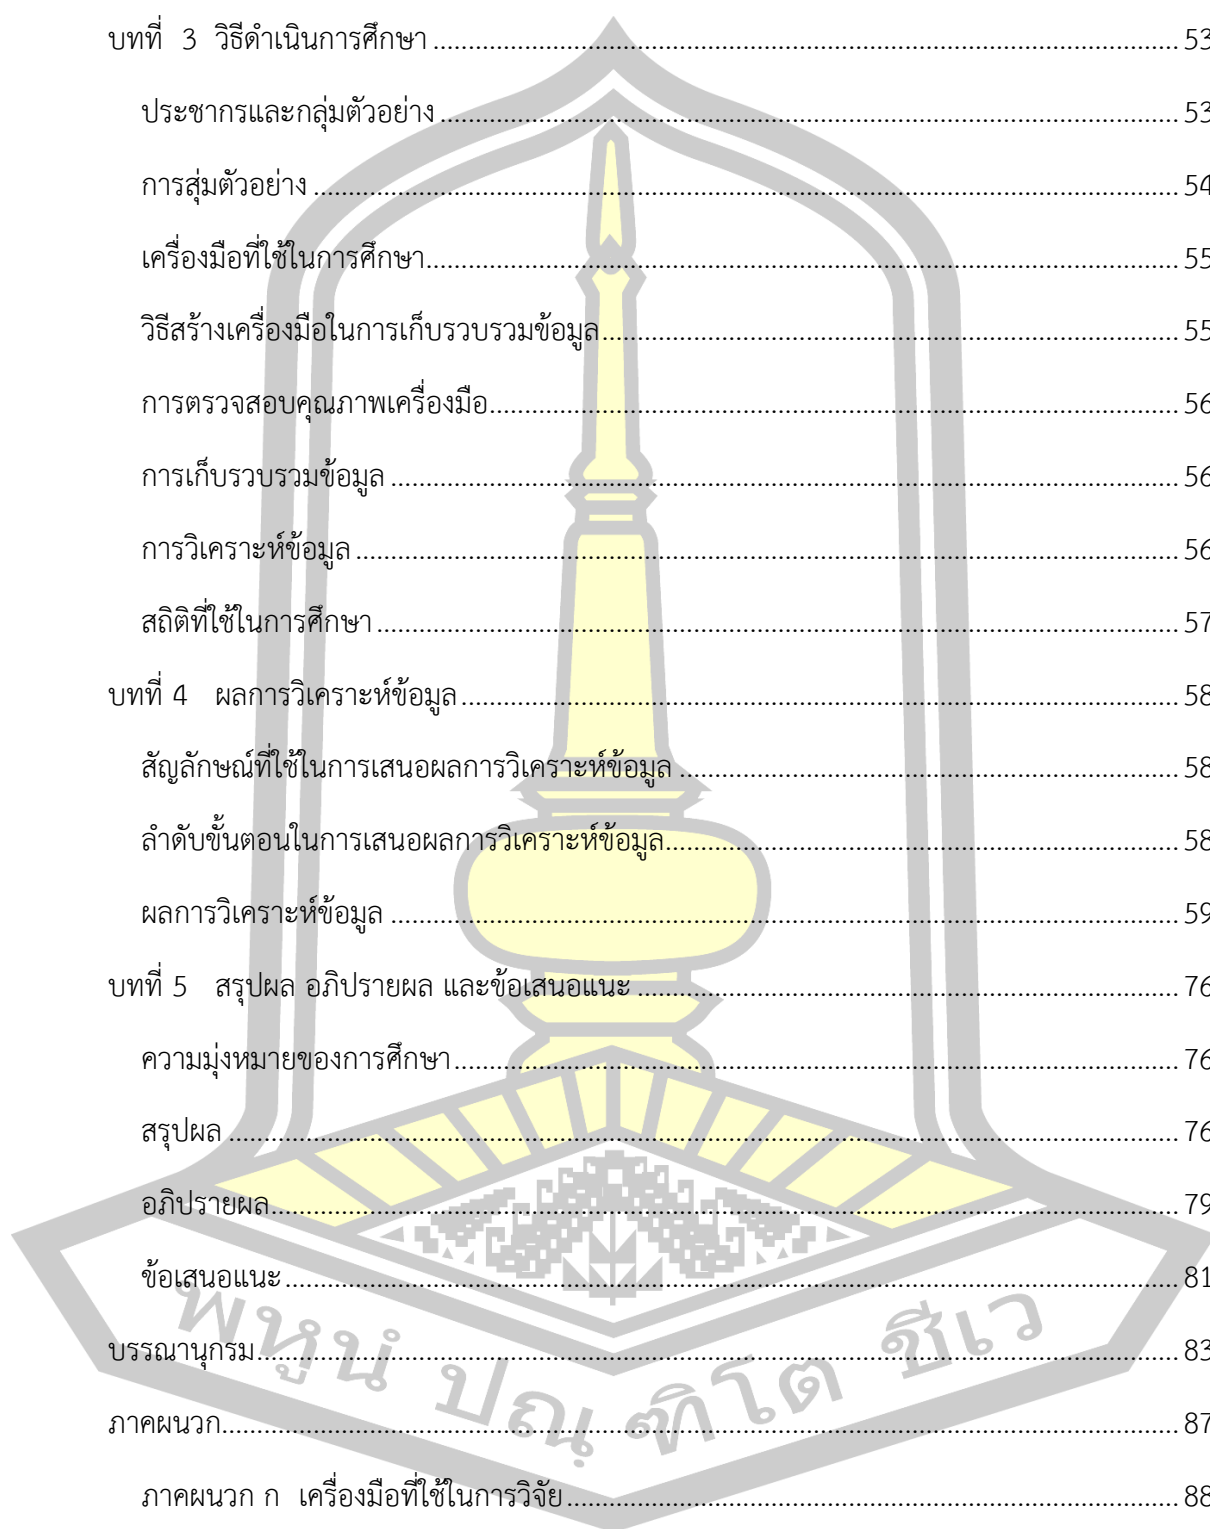 บทที่  3  วิธีดำเนินการศึกษา ........................................ 53
ประชากรและกลุ่มตัวอย่าง ........................................ 53
การสุ่มตัวอย่าง ........................................ 54
เครื่องมือที่ใช้ในการศึกษา........................................ 55
วิธีสร้างเครื่องมือในการเก็บรวบรวมข้อมูล........................................ 55
การตรวจสอบคุณภาพเครื่องมือ........................................ 56
การเก็บรวบรวมข้อมูล ........................................ 56
การวิเคราะห์ข้อมูล ........................................ 56
สถิติที่ใช้ในการศึกษา ........................................ 57
บทที่ 4   ผลการวิเคราะห์ข้อมูล ........................................ 58
สัญลักษณ์ที่ใช้ในการเสนอผลการวิเคราะห์ข้อมูล ........................................ 58
ลำดับขั้นตอนในการเสนอผลการวิเคราะห์ข้อมูล........................................ 58
ผลการวิเคราะห์ข้อมูล ........................................ 59
บทที่ 5   สรุปผล อภิปรายผล และข้อเสนอแนะ ........................................ 76
ความมุ่งหมายของการศึกษา ........................................ 76
สรุปผล ........................................ 76
อภิปรายผล........................................ 79
ข้อเสนอแนะ ........................................ 81
บรรณานุกรม........................................ 83
ภาคผนวก........................................ 87
ภาคผนวก ก  เครื่องมือที่ใช้ในการวิจัย ........................................ 88
พหูนํ ปณฺฑิโต ชีเว